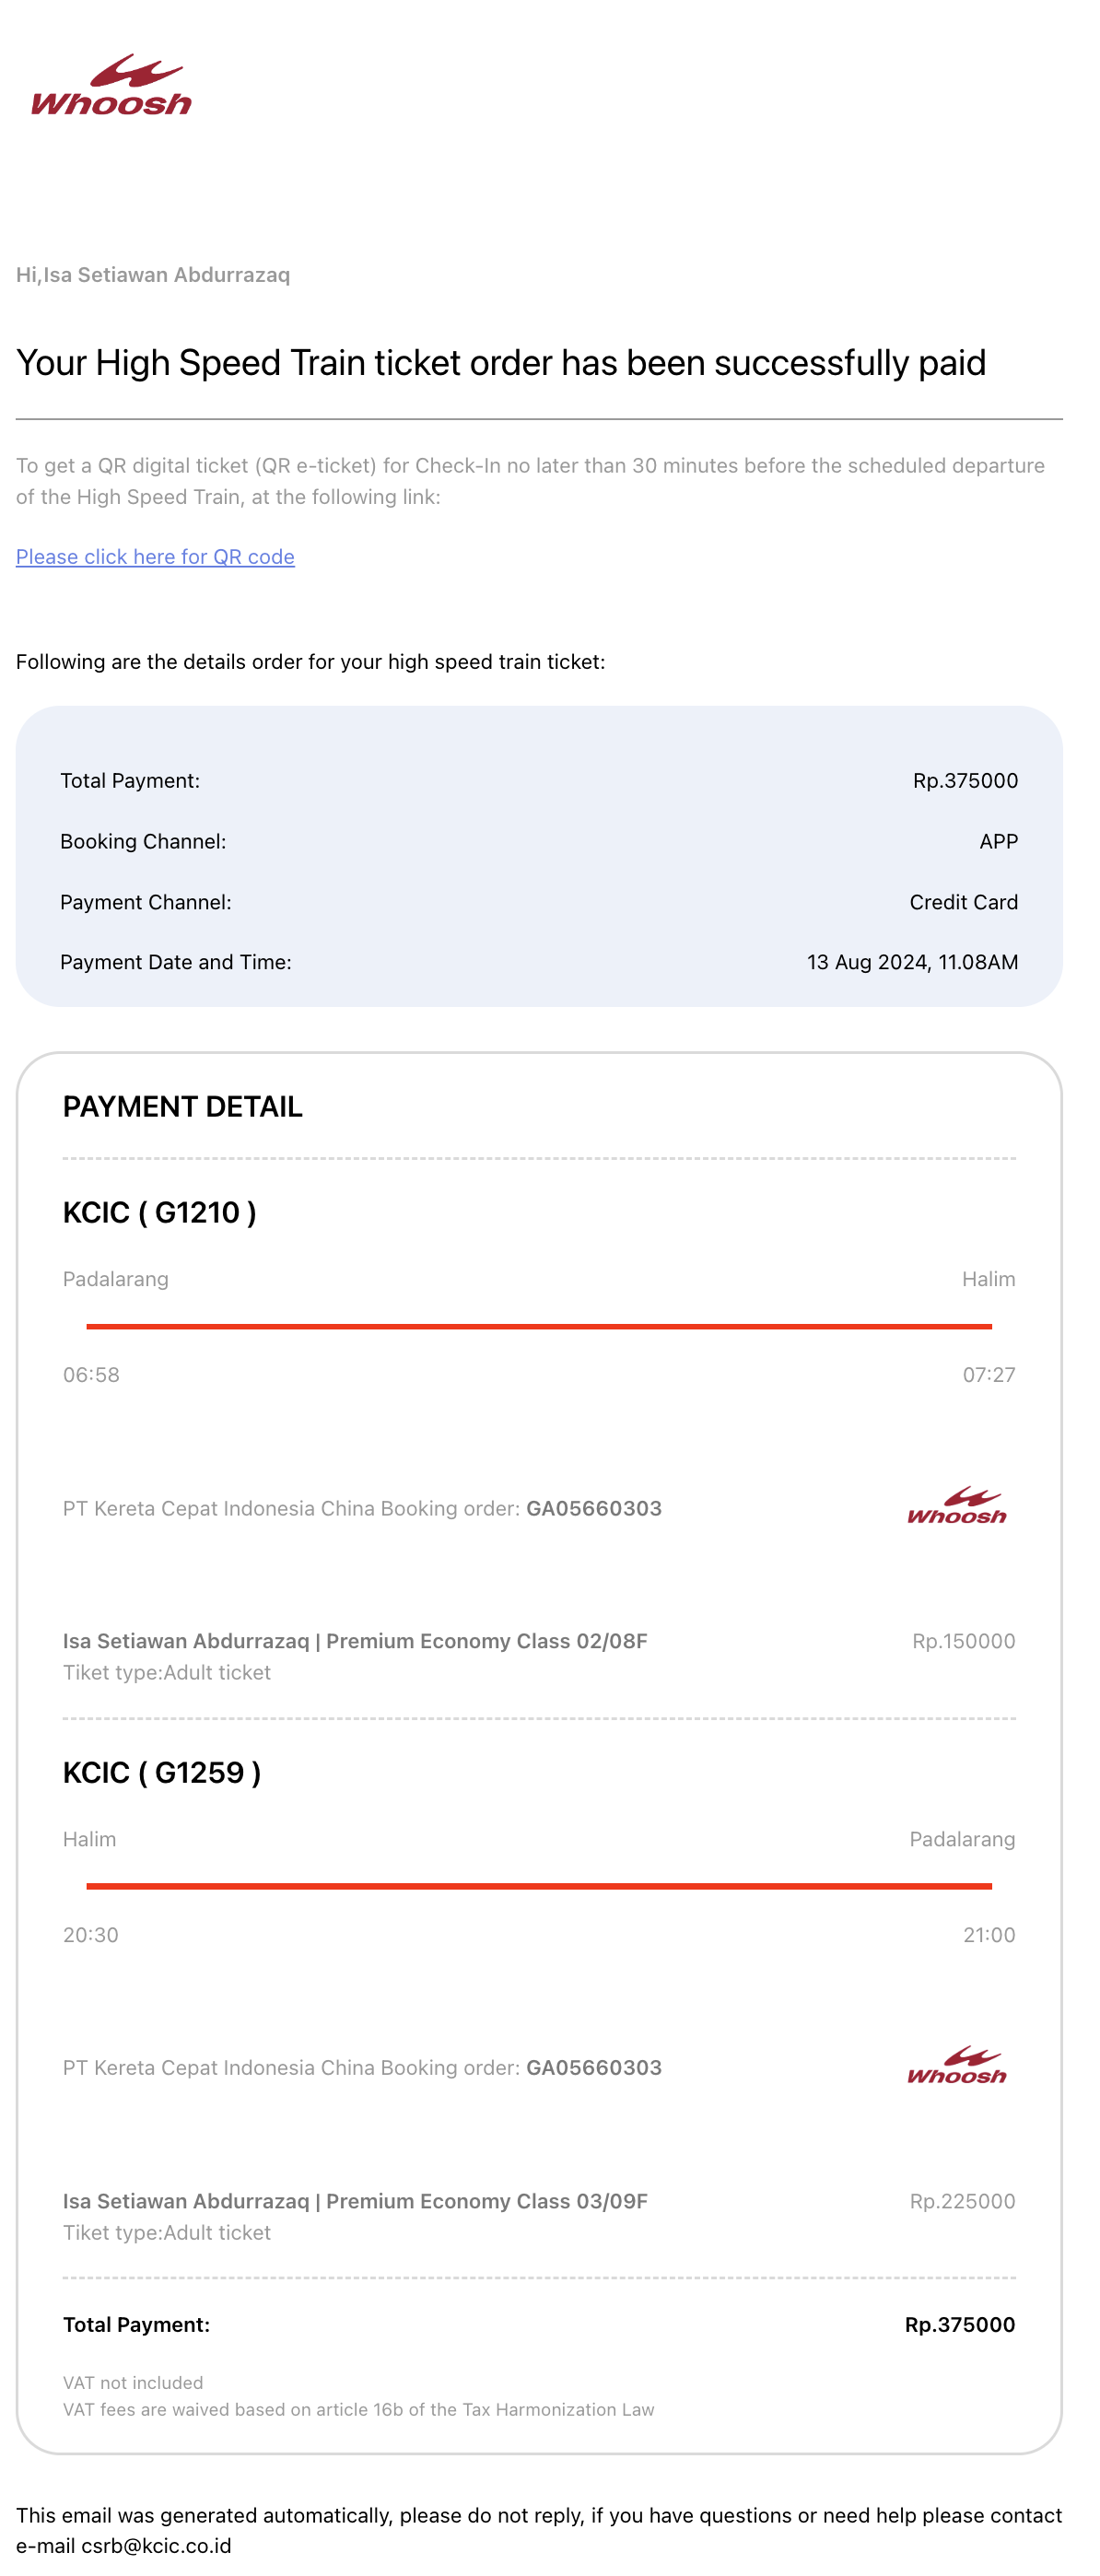 Whoosh
Hi,Isa Setiawan Abdurrazaq
Your High Speed Train ticket order has been successfully paid
To get a QR digital ticket (QR e-ticket) for Check-In no later than 30 minutes before the scheduled departure
of the High Speed Train, at the following link:
Please click here for QR code
Following are the details order for your high speed train ticket:
Total Payment: Rp.375000
Booking Channel: APP
Payment Channel: Credit Card
Payment Date and Time: 13 Aug 2024, 11.08AM
PAYMENT DETAIL
KCIC ( G1210 )
Padalarang Halim
06:58 07:27
PT Kereta Cepat Indonesia China Booking order: GA05660303 Whoosh
Isa Setiawan Abdurrazaq | Premium Economy Class 02/08F Rp.150000
Tiket type:Adult ticket
KCIC ( G1259 )
Halim Padalarang
20:30 21:00
PT Kereta Cepat Indonesia China Booking order: GA05660303 Whoosh
Isa Setiawan Abdurrazaq | Premium Economy Class 03/09F Rp.225000
Tiket type:Adult ticket
Total Payment: Rp.375000
VAT not included
VAT fees are waived based on article 16b of the Tax Harmonization Law
This email was generated automatically, please do not reply, if you have questions or need help please contact
e-mail csrb@kcic.co.id